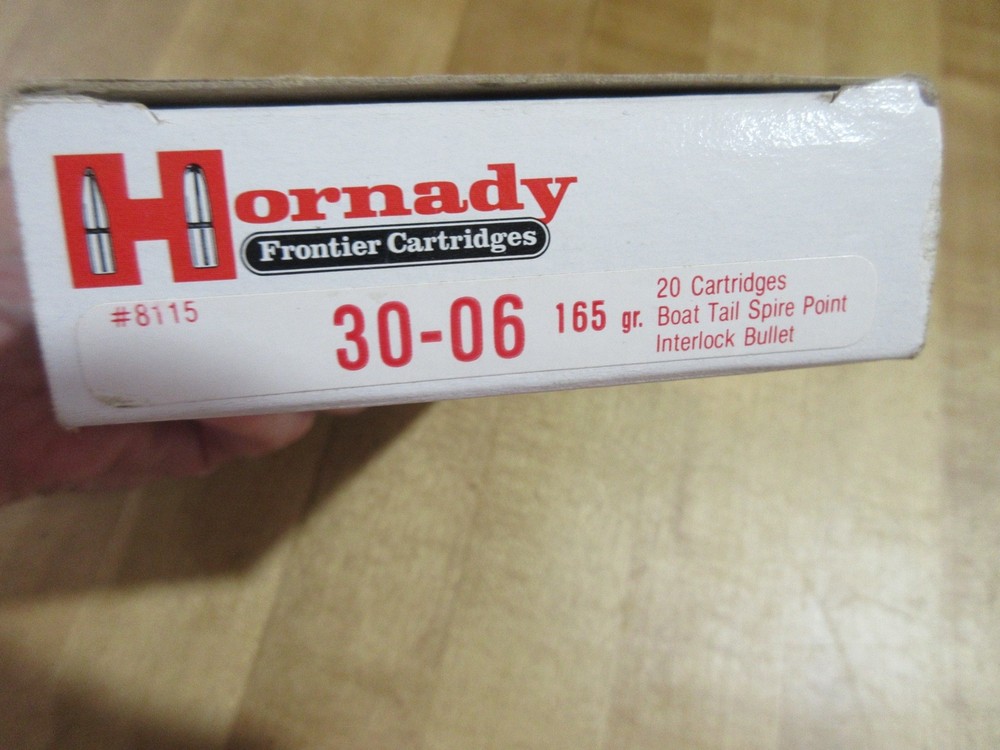 Hornady
Frontier Cartridges
#8115
30-06 165 gr.
20 Cartridges
Boat Tail Spire Point
Interlock Bullet